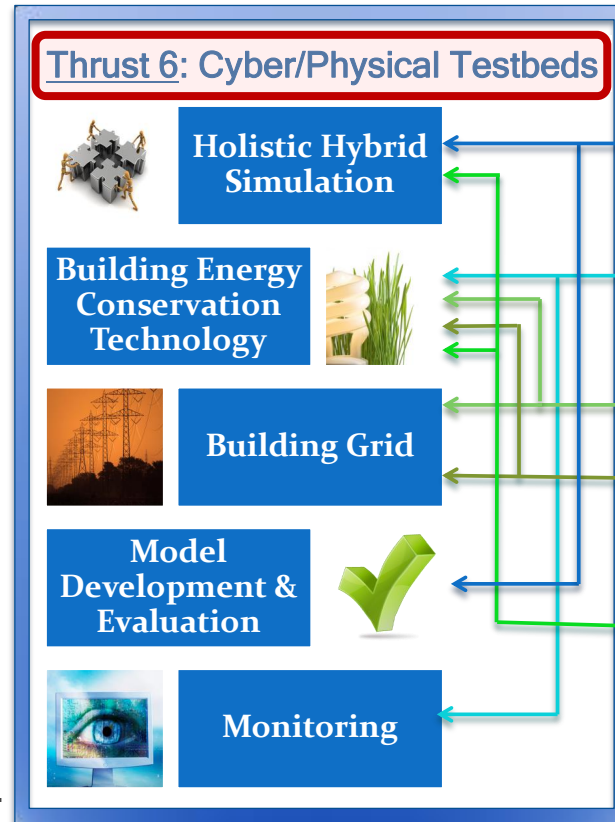 Thrust 6: Cyber/Physical Testbeds
Holistic Hybrid
Simulation
Building Energy
Conservation
Technology
Building Grid
Model
Development &
Evaluation
Monitoring